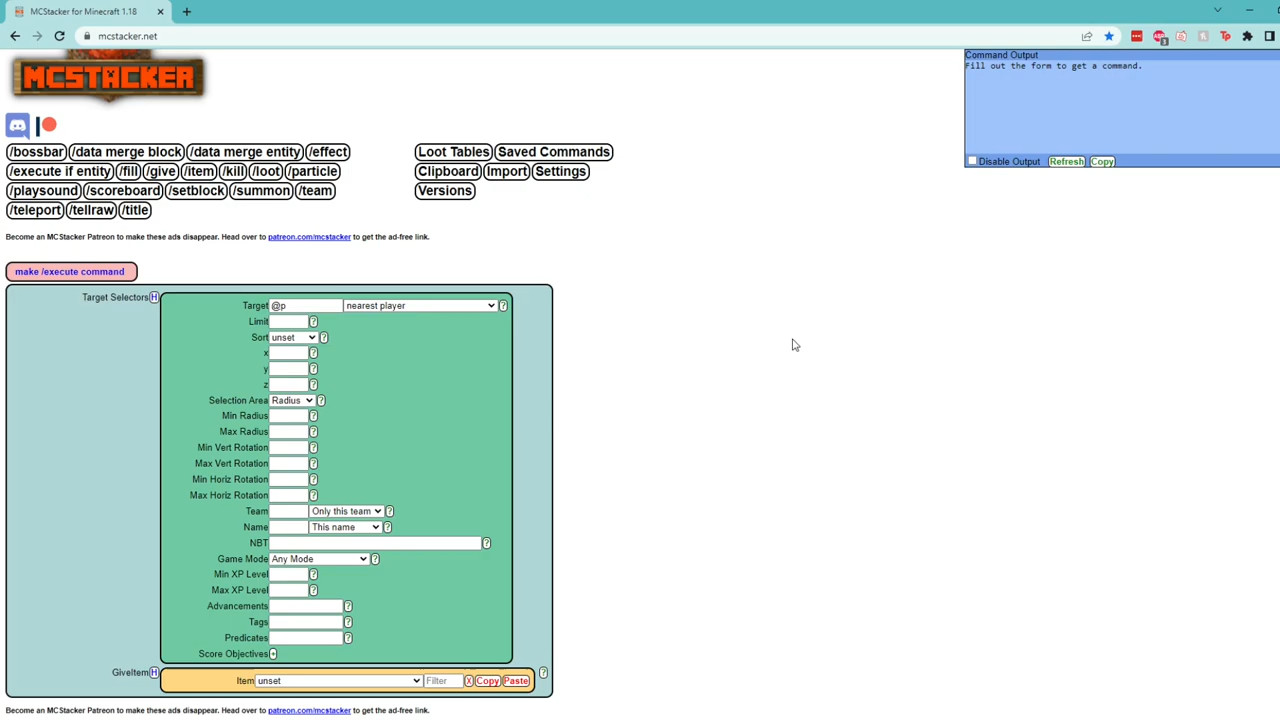 MCStacker for Minecraft 1.18
mcstacker.net
MCSTACKER
/bossbar /data merge block /data merge entity /effect
/execute if entity /fill /give /item /kill /loot /particle
/playsound /scoreboard /setblock /summon /team
/teleport /tellraw /title
Loot Tables Saved Commands
Clipboard Import Settings
Versions
Command Output
Fill out the form to get a command.
Disable Output Refresh Copy
Become an MCStacker Patreon to make these ads disappear. Head over to patreon.com/mcstacker to get the ad-free link.
make /execute command
Target Selectors H
Target @p nearest player ?
Limit ?
Sort unset ?
x ?
y ?
z ?
Selection Area Radius ?
Min Radius ?
Max Radius ?
Min Vert Rotation ?
Max Vert Rotation ?
Min Horiz Rotation ?
Max Horiz Rotation ?
Team Only this team ?
Name This name ?
NBT ?
Game Mode Any Mode ?
Min XP Level ?
Max XP Level ?
Advancements ?
Tags ?
Predicates ?
Score Objectives +
GiveItem H
Item unset Filter X Copy Paste ?
Become an MCStacker Patreon to make these ads disappear. Head over to patreon.com/mcstacker to get the ad-free link.